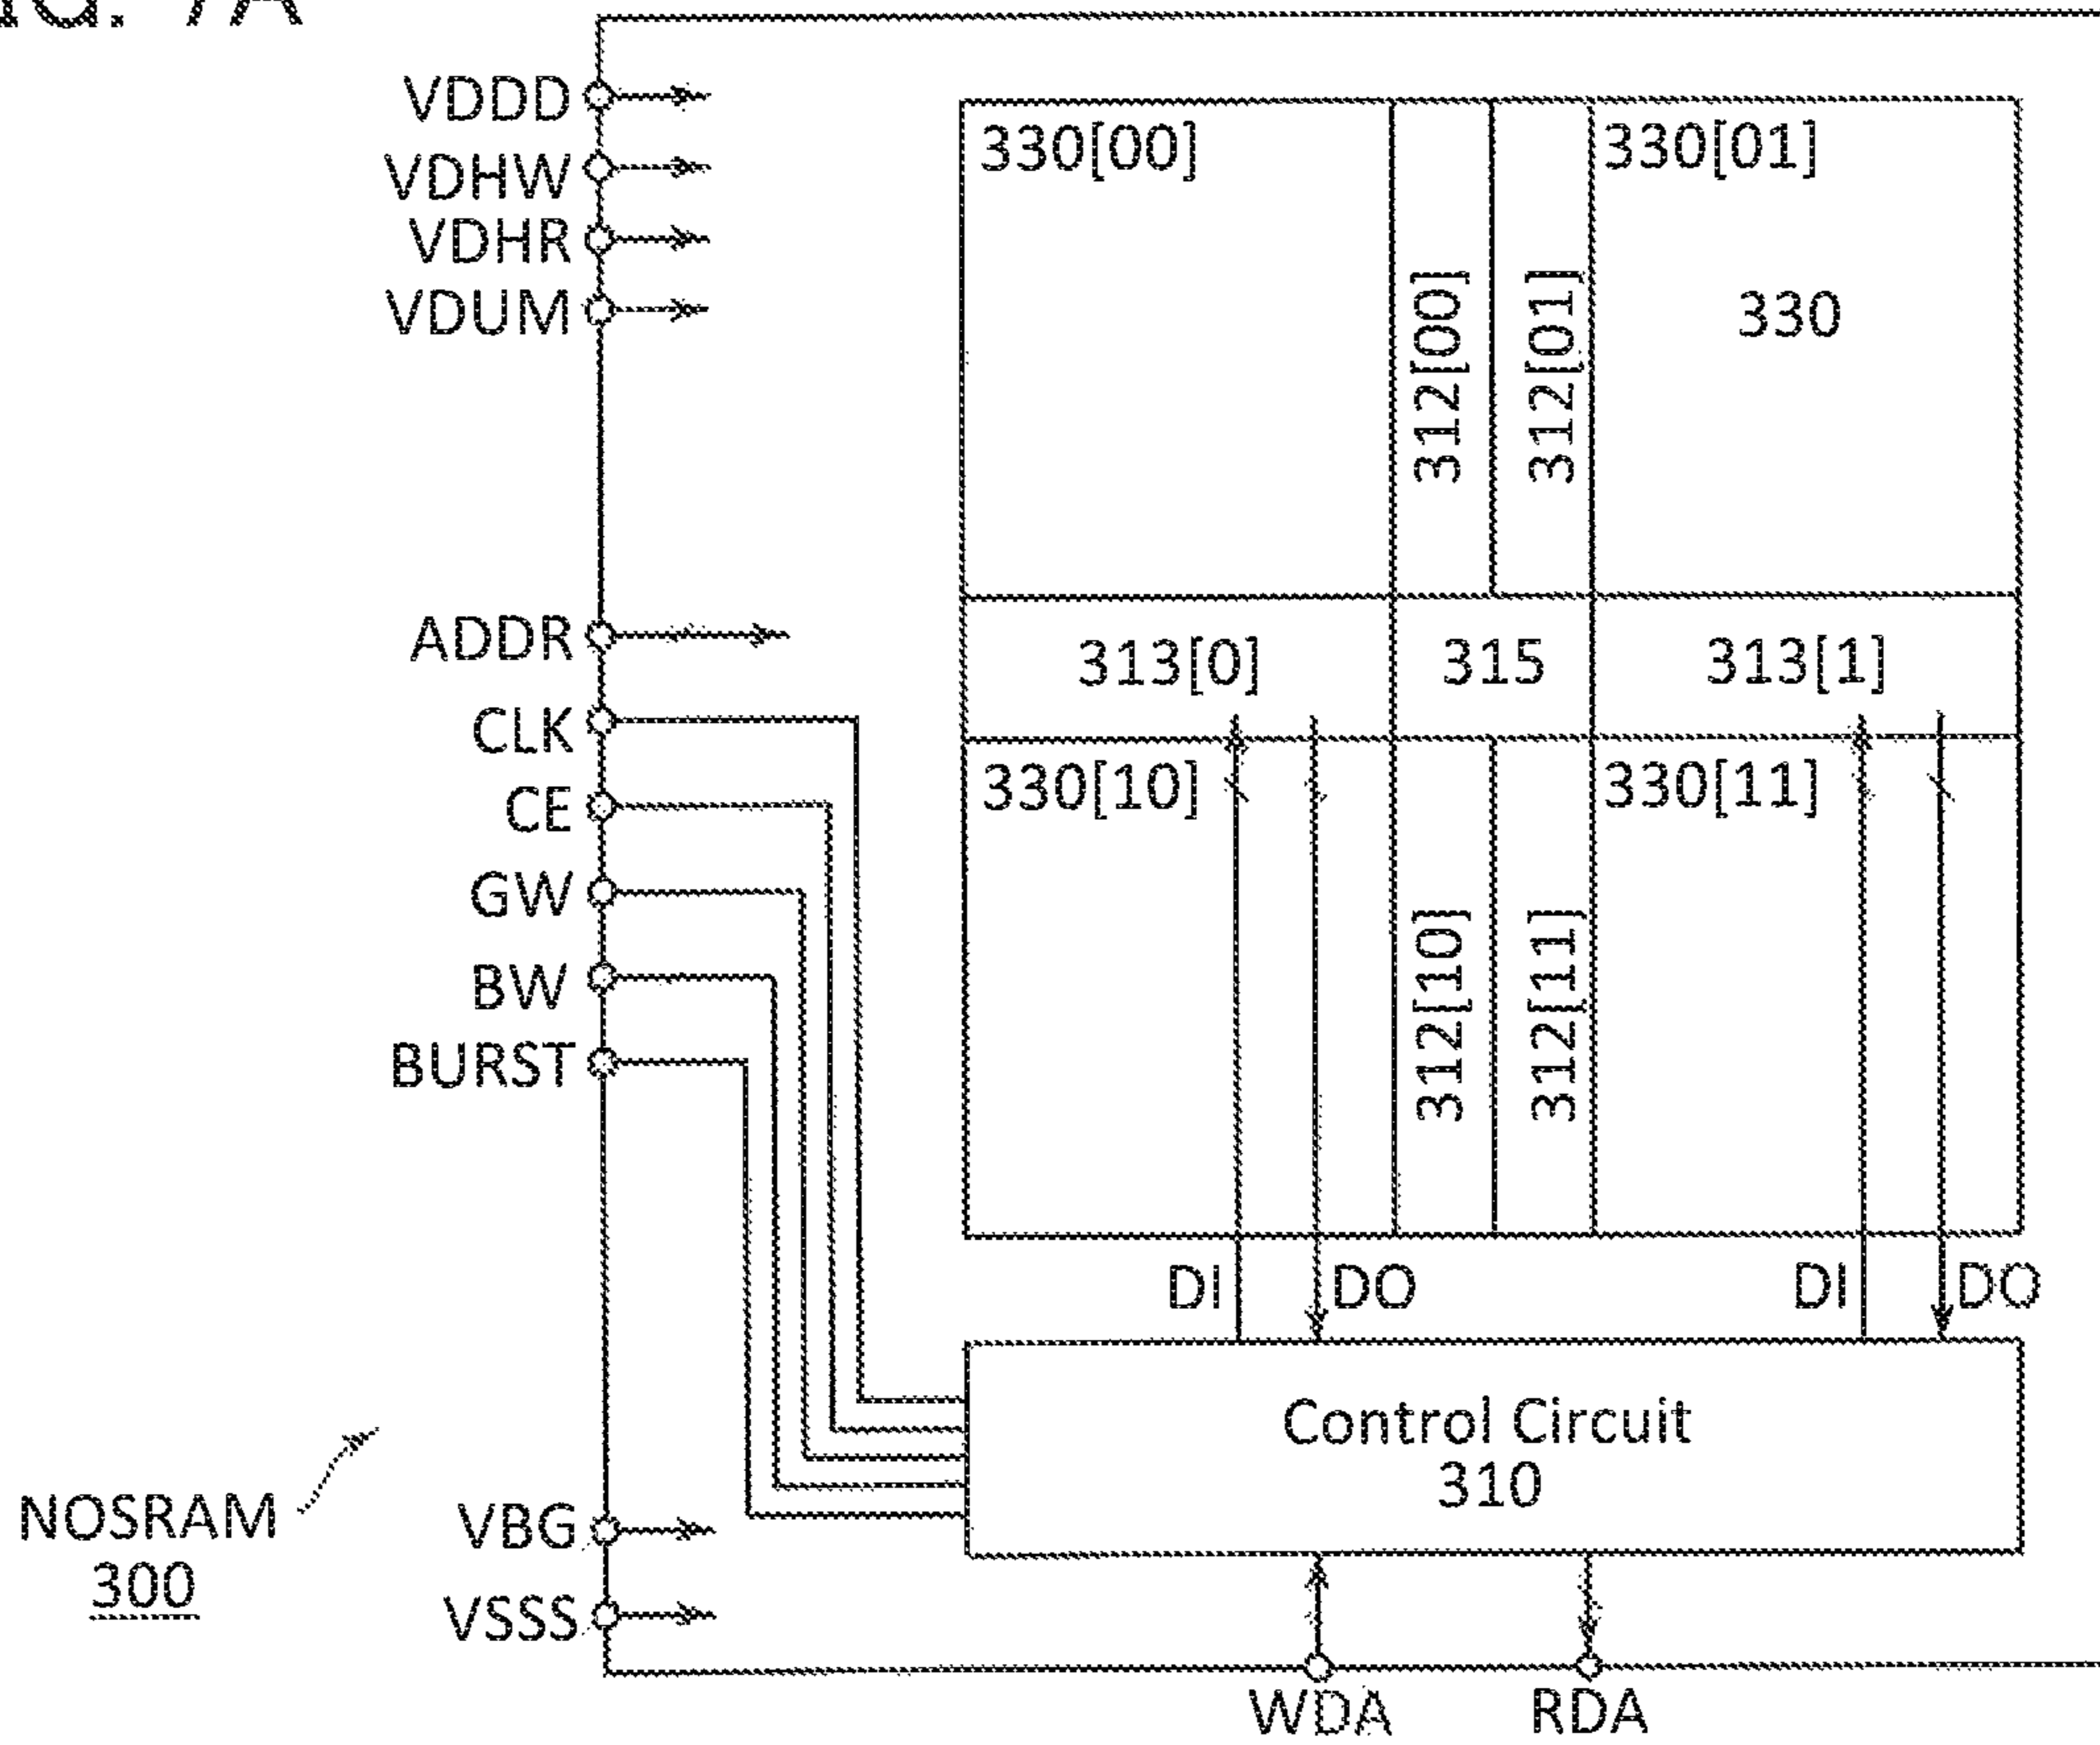 7A
VDDD
VDHW
VDHR
VDUM
ADDR
CLK
CE
GW
BW
BURST
VBG
VSSS
NOSRAM
300
330[00]
312[00]
312[01]
330[01]
330
313[0]
315
313[1]
330[10]
312[10]
312[11]
330[11]
DI
DO
DI
DO
Control Circuit
310
WDA
RDA